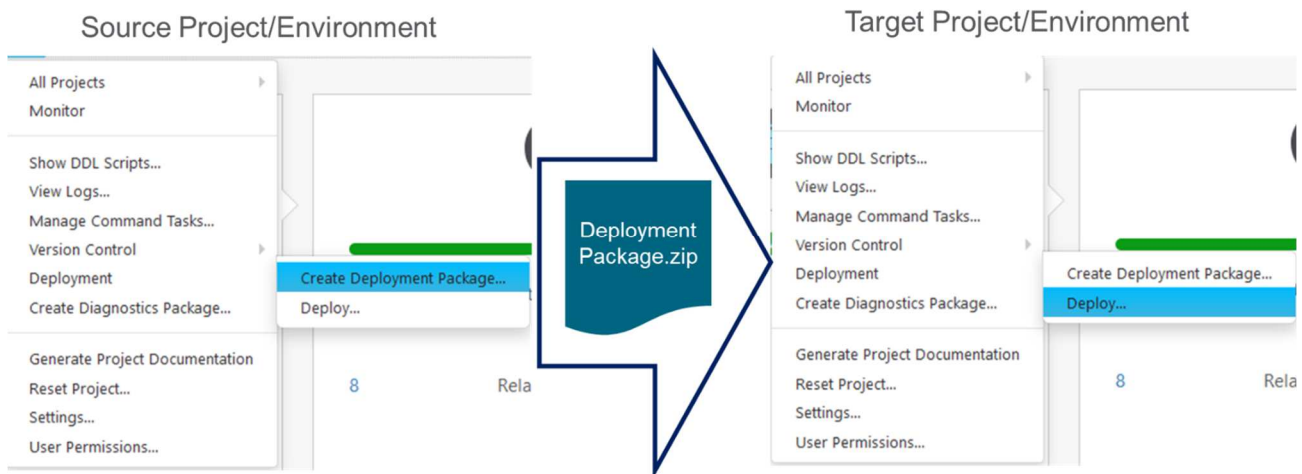 Source Project/Environment
All Projects
Monitor
Show DDL Scripts...
View Logs...
Manage Command Tasks...
Version Control
Deployment
Create Diagnostics Package...
Generate Project Documentation
Reset Project...
Settings...
User Permissions...
Create Deployment Package...
Deploy...
8 Rela
Deployment
Package.zip
Target Project/Environment
All Projects
Monitor
Show DDL Scripts...
View Logs...
Manage Command Tasks...
Version Control
Deployment
Create Diagnostics Package...
Generate Project Documentation
Reset Project...
Settings...
User Permissions...
Create Deployment Package...
Deploy...
8 Rela